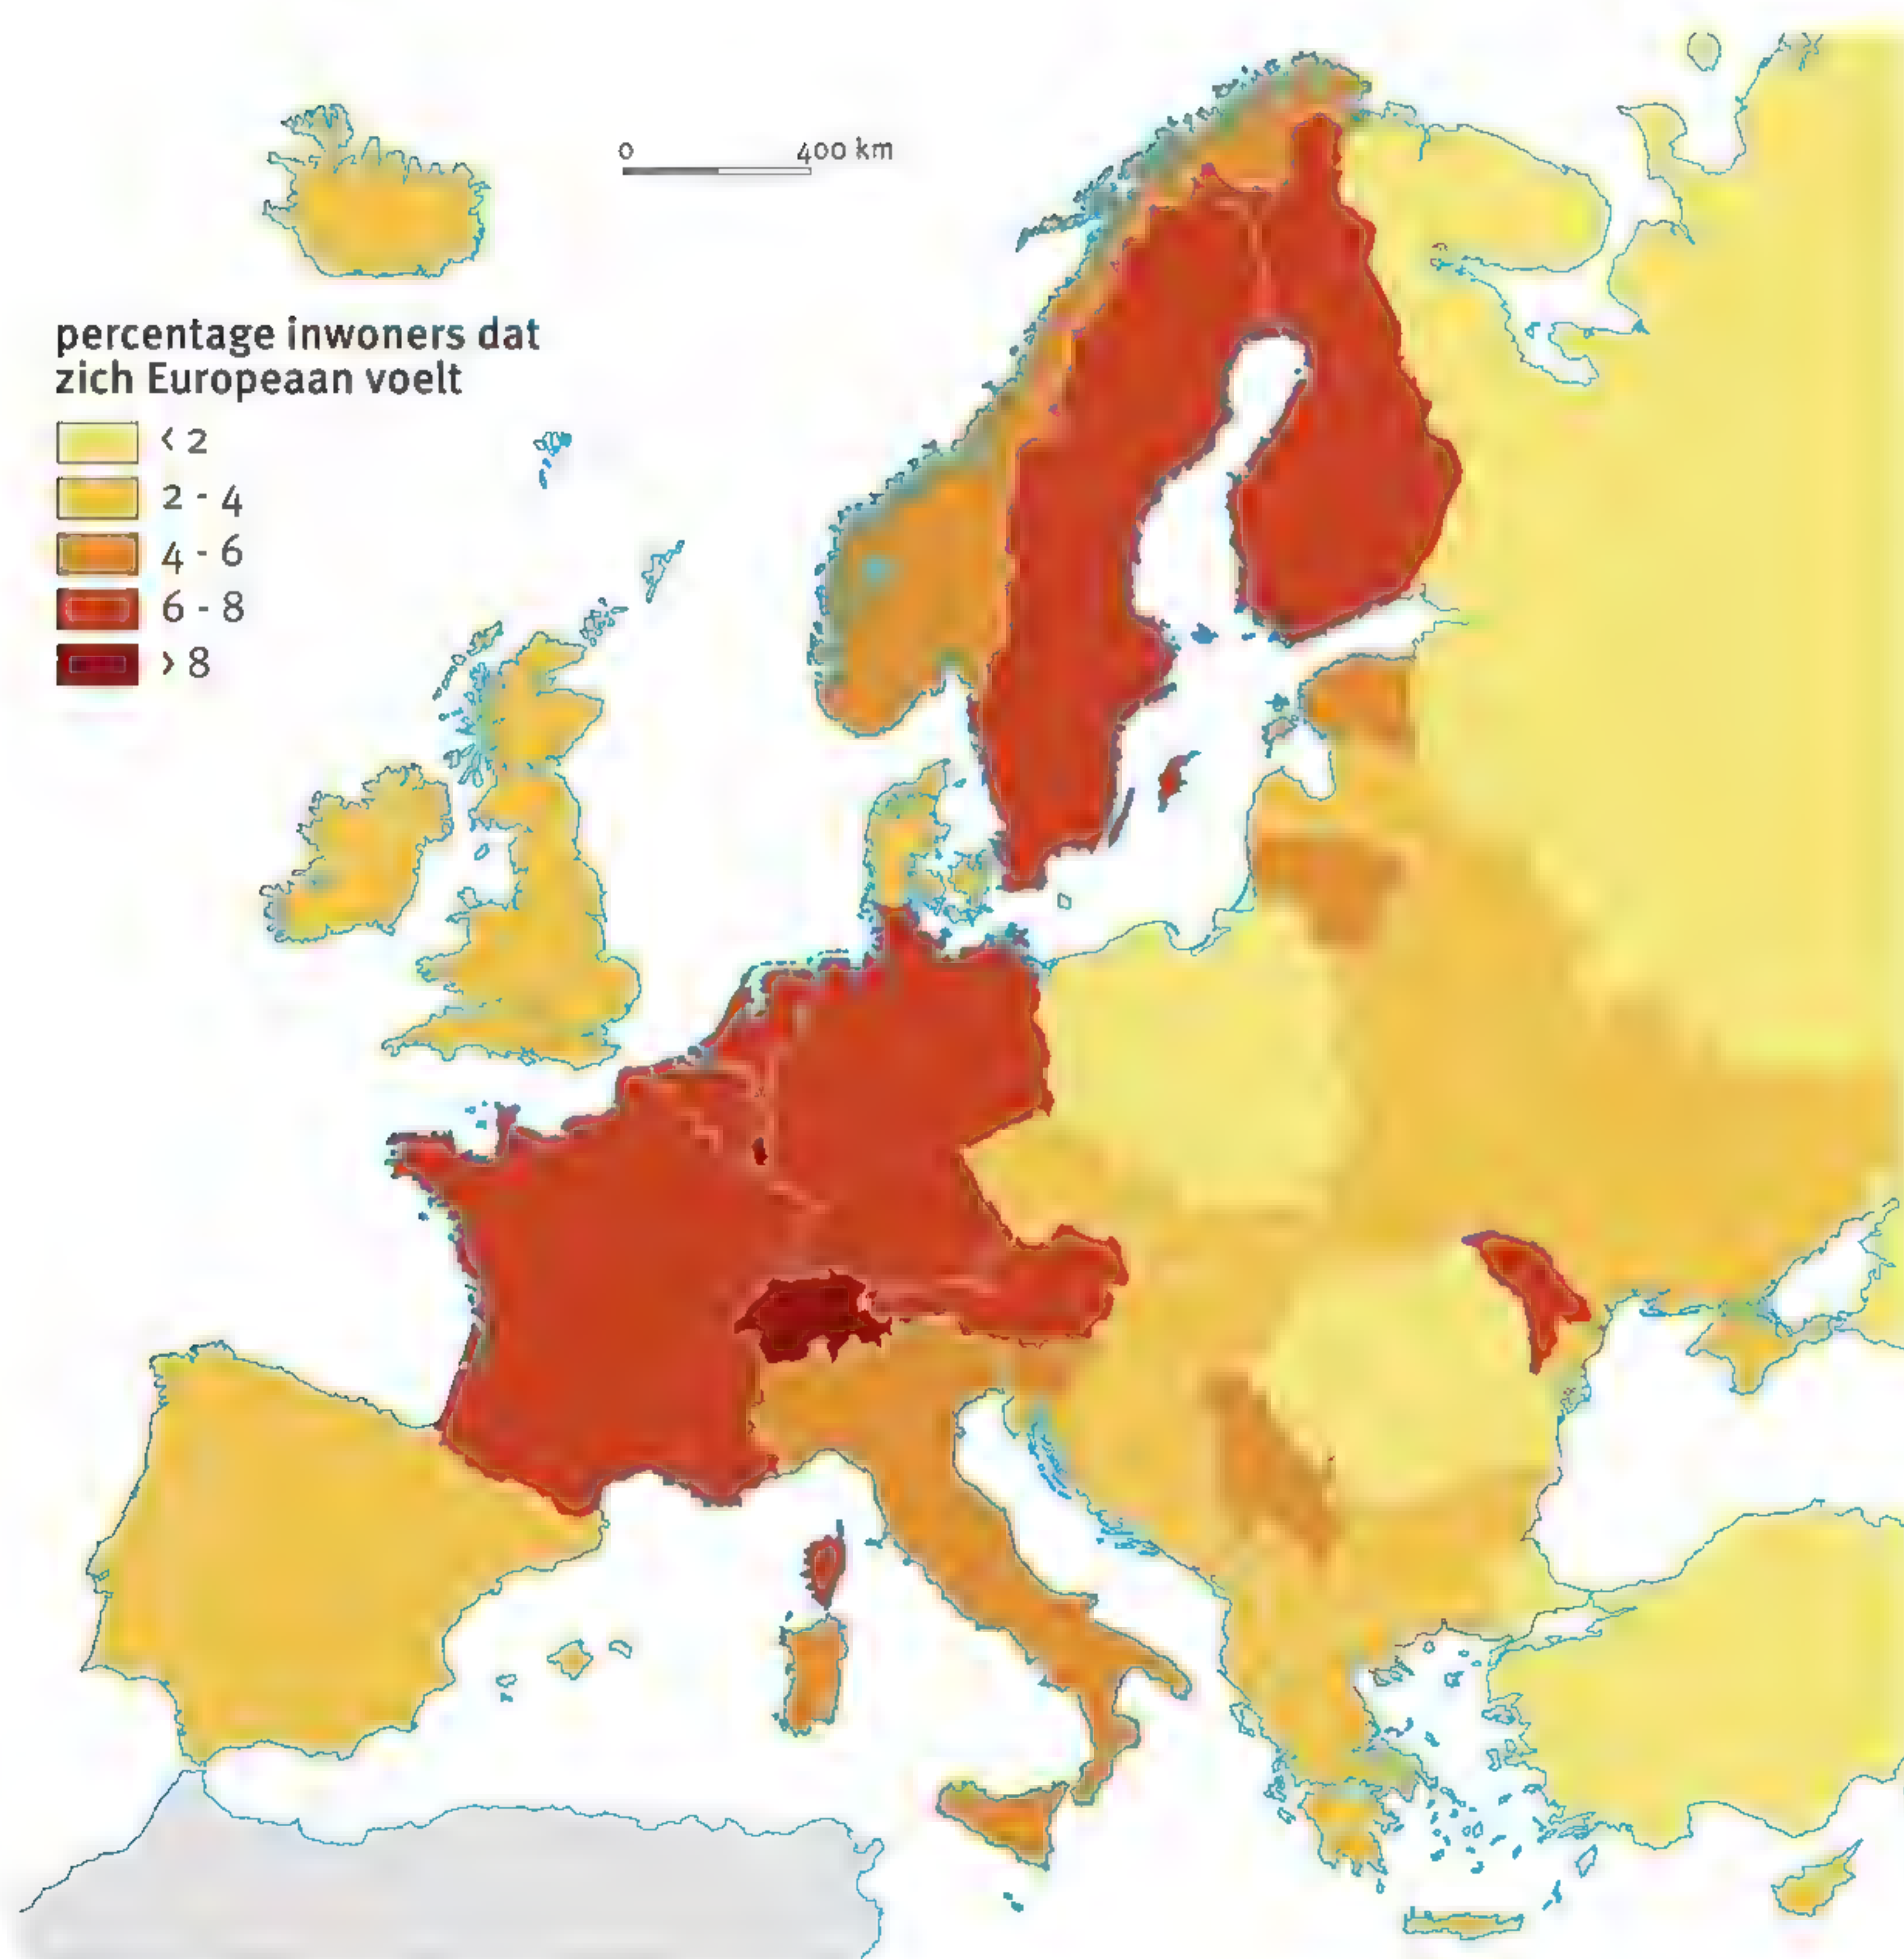 0 400 km
percentage inwoners dat
zich Europeaan voelt
< 2
2 - 4
4 - 6
6 - 8
> 8